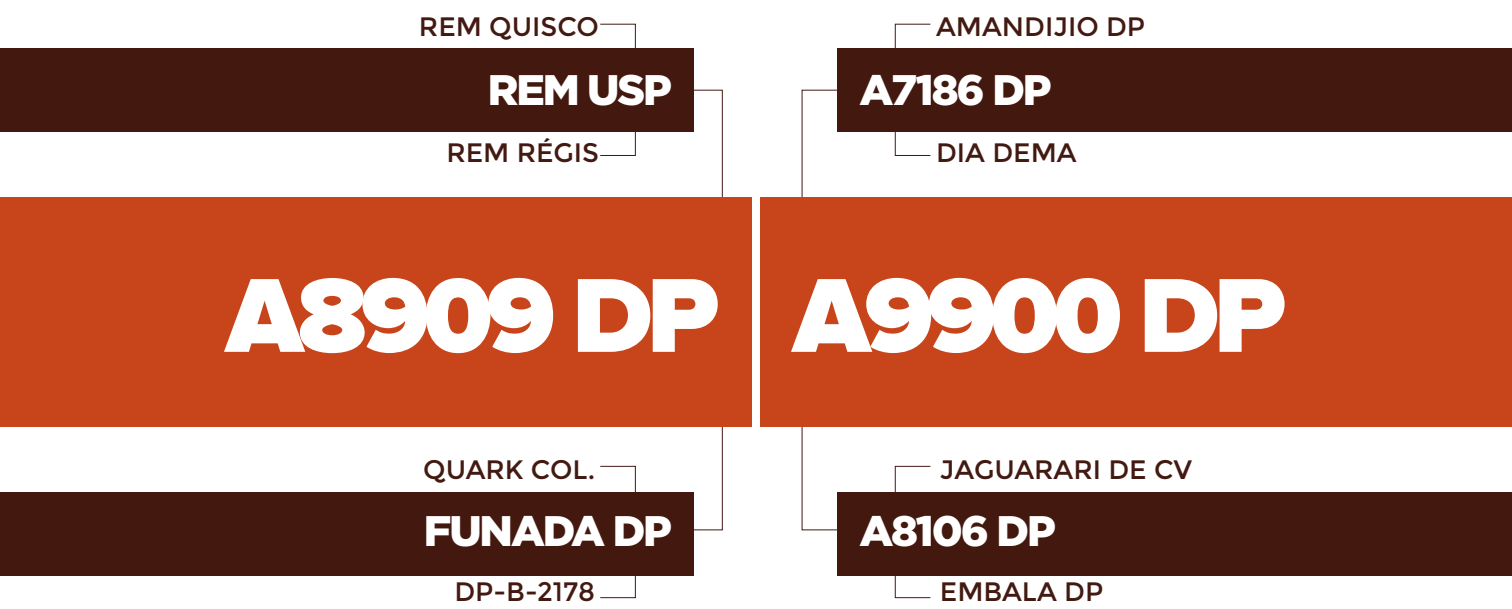 REM QUISCO
REM USP
REM RÉGIS
A8909 DP
QUARK COL.
FUNADA DP
DP-B-2178
AMANDIJIO DP
A7186 DP
DIA DEMA
A9900 DP
JAGUARARI DE CV
A8106 DP
EMBALA DP